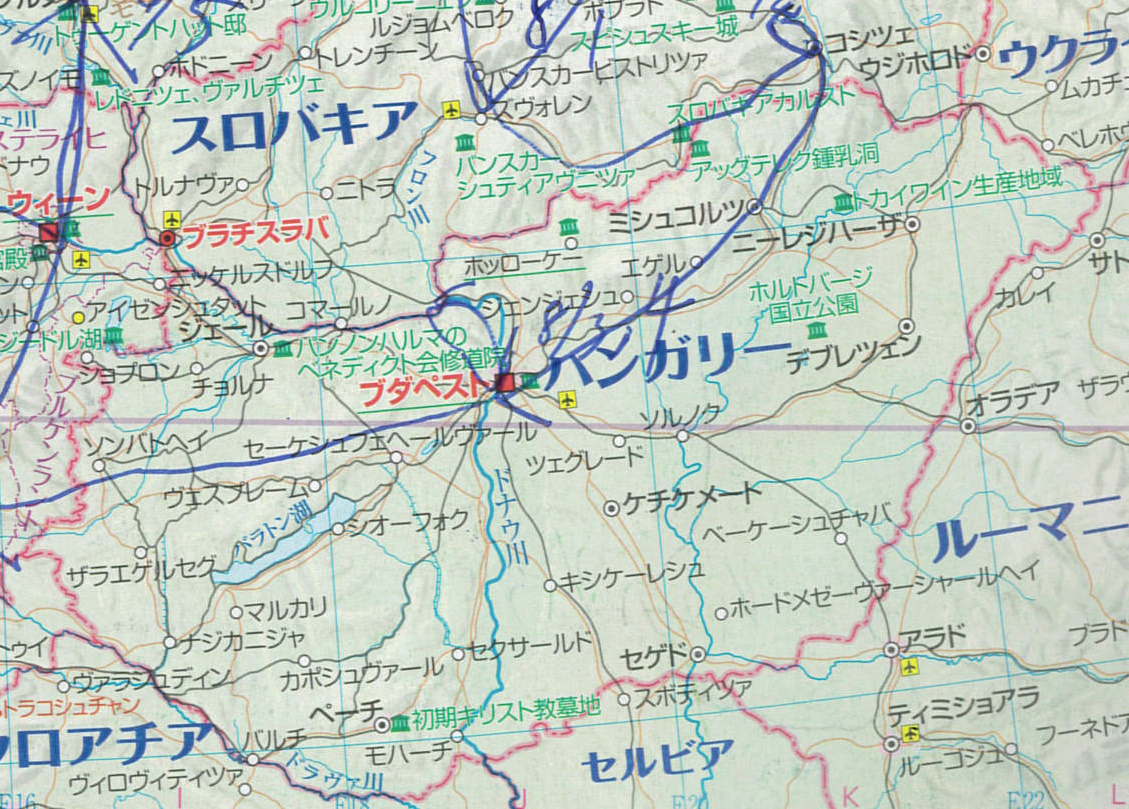 トゥーゲントハット邸
ルジョムベロク
ポプラト
スピシュスキー城
コシツェ
ウジホロド
ウクライ
ムカチ
ズノイモ
ホドニーン
トレンチーン
レドニツェ、ヴァルチツェ
バンスカービストリツァ
ズヴォレン
スロバキア
スロバキアカルスト
アッグテレク鍾乳洞
ベレホ
ドナウ
トルナヴァ
ニトラ
フロン川
バンスカー
シュティアヴニツァ
トカイワイン生産地域
ウィーン
ブラチスラバ
ミシュコルツ
ニーレジハーザ
宮殿
ニッケルスドルフ
ホッローケー
エゲル
サト
カレイ
アイゼンシュタット
コマールノ
ジェンジェシュ
8/3
4
ホルトバージ
国立公園
ジェール
パンノンハルマの
ベネディクト会修道院
ハンガリー
デブレツェン
ショプロン
チョルナ
ブダペスト
ブルゲンラント
オラデア
ザラウ
ソンバトヘイ
セーケシュフェヘールヴァール
ソルノク
ツェグレード
ヴェスプレーム
バラトン湖
シオーフォク
ドナウ川
ケチケメート
ベーケーシュチャバ
ルーマニ
ザラエゲルセグ
キシケーレシュ
マルカリ
ホードメゼーヴァーシャールヘイ
ナジカニジャ
セクサールド
セゲド
アラド
ブラド
ヴァラジュディン
カポシュヴァール
スボティツァ
トラコシュチャン
ペーチ
初期キリスト教墓地
ティミショアラ
クロアチア
バルチ
モハーチ
セルビア
フーネドア
ルーゴジュ
ヴィロヴィティツァ
ドラヴァ川
E16
I
E18
J
E20
K
E22
L